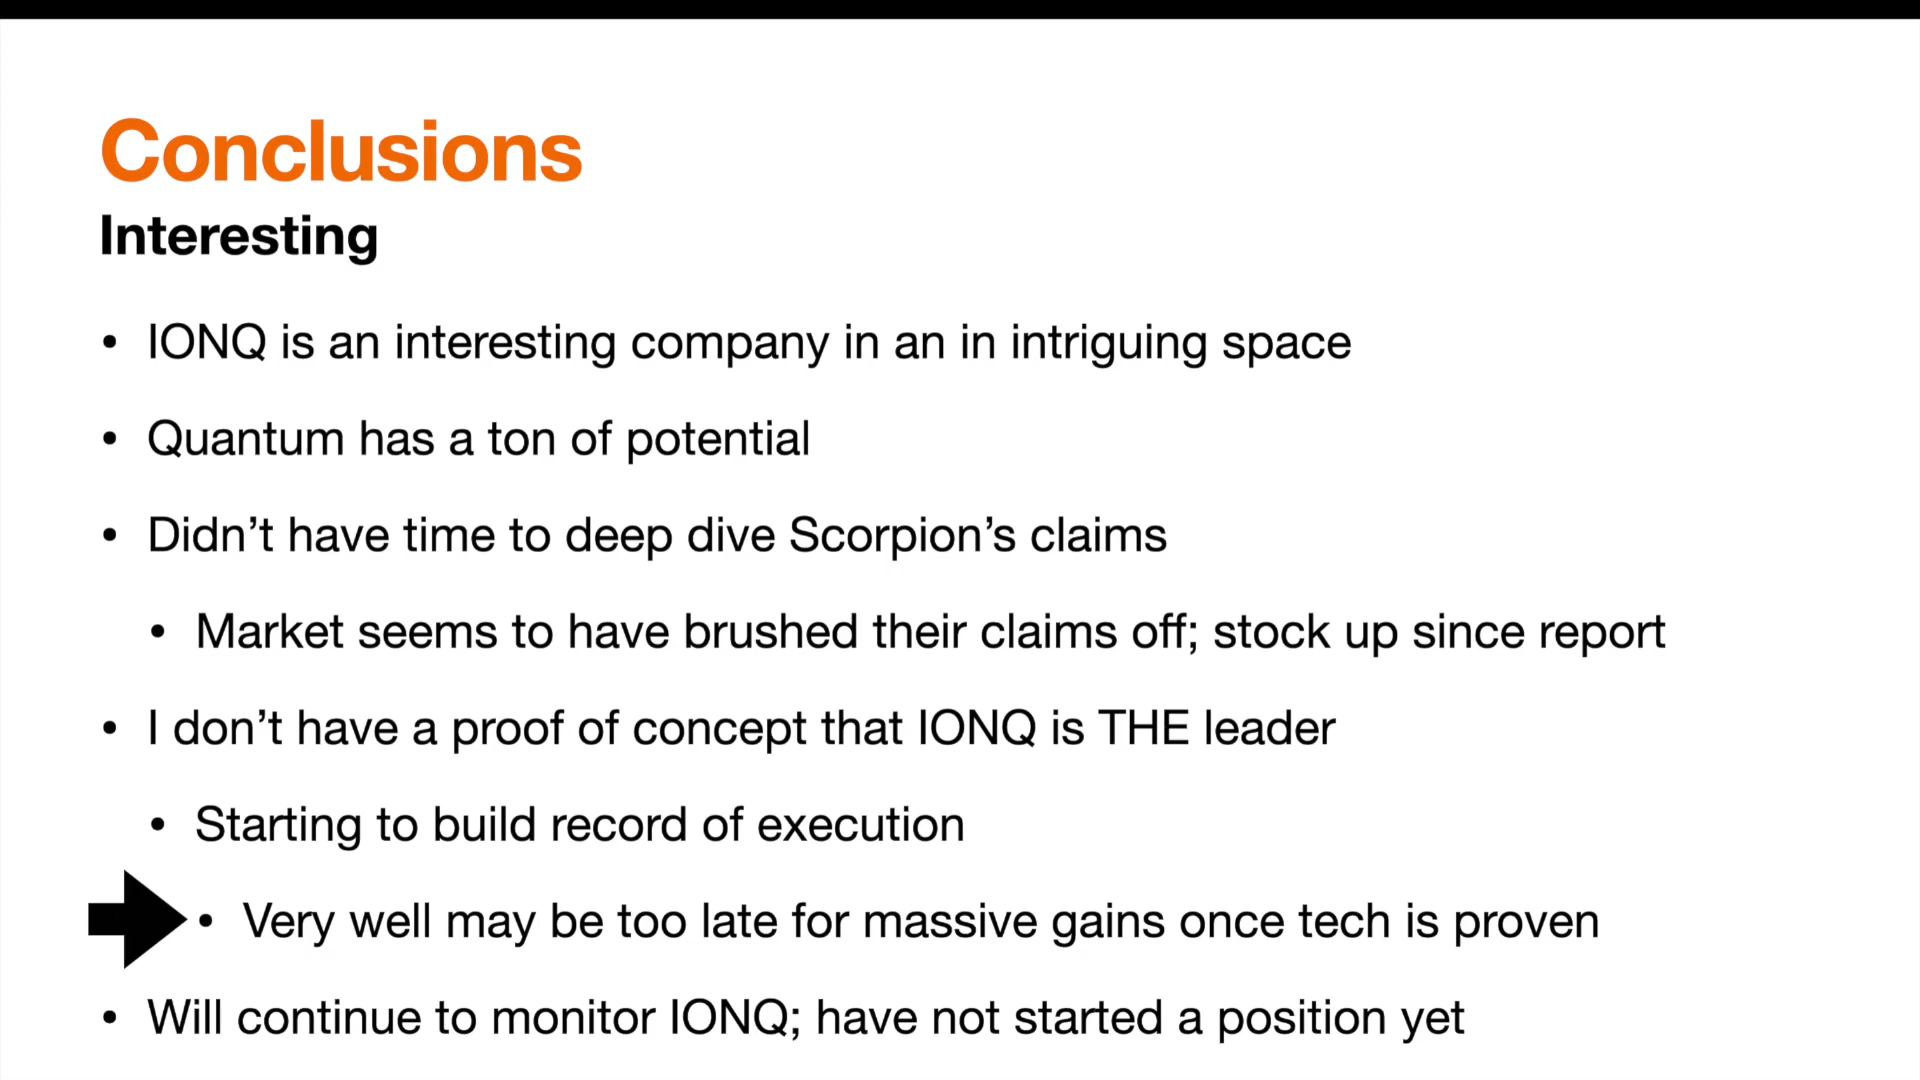 Conclusions
Interesting
• IONQ is an interesting company in an in intriguing space
• Quantum has a ton of potential
• Didn’t have time to deep dive Scorpion’s claims
• Market seems to have brushed their claims off; stock up since report
• I don’t have a proof of concept that IONQ is THE leader
• Starting to build record of execution
• Very well may be too late for massive gains once tech is proven
• Will continue to monitor IONQ; have not started a position yet